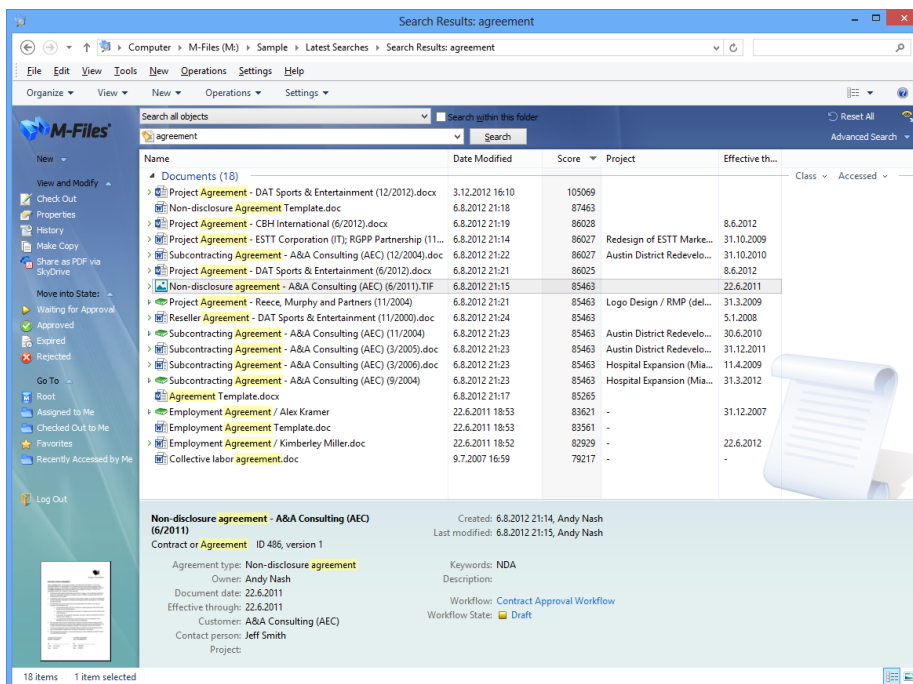 Search Results: agreement
Computer M-Files (M:) Sample Latest Searches Search Results: agreement
File Edit View Tools New Operations Settings Help
Organize View New Operations Settings
M-Files
Search all objects Search within this folder Reset All
agreement Search Advanced Search
New
View and Modify
Check Out
Properties
History
Make Copy
Share as PDF via
SkyDrive
Move into State:
Waiting for Approval
Approved
Expired
Rejected
Go To
Root
Assigned to Me
Checked Out to Me
Favorites
Recently Accessed by Me
Log Out
Name Date Modified Score Project Effective th...
Documents (18) Class Accessed
Project Agreement - DAT Sports & Entertainment (12/2012).docx 3.12.2012 16:10 105069
Non-disclosure Agreement Template.doc 6.8.2012 21:18 87463
Project Agreement - CBH International (6/2012).docx 6.8.2012 21:19 86028 8.6.2012
Project Agreement - ESTT Corporation (IT); RGPP Partnership (11... 6.8.2012 21:14 86027 Redesign of ESTT Marke... 31.10.2009
Subcontracting Agreement - A&A Consulting (AEC) (12/2004).doc 6.8.2012 21:22 86027 Austin District Redevelo... 31.10.2010
Project Agreement - DAT Sports & Entertainment (6/2012).docx 6.8.2012 21:21 86025 8.6.2012
Non-disclosure agreement - A&A Consulting (AEC) (6/2011).TIF 6.8.2012 21:15 85463 22.6.2011
Project Agreement - Reece, Murphy and Partners (11/2004) 6.8.2012 21:21 85463 Logo Design / RMP (del... 31.3.2009
Reseller Agreement - DAT Sports & Entertainment (11/2000).doc 6.8.2012 21:24 85463 5.1.2008
Subcontracting Agreement - A&A Consulting (AEC) (11/2004) 6.8.2012 21:23 85463 Austin District Redevelo... 30.6.2010
Subcontracting Agreement - A&A Consulting (AEC) (3/2005).doc 6.8.2012 21:23 85463 Austin District Redevelo... 31.12.2011
Subcontracting Agreement - A&A Consulting (AEC) (3/2006).doc 6.8.2012 21:23 85463 Hospital Expansion (Mia... 11.4.2009
Subcontracting Agreement - A&A Consulting (AEC) (9/2004) 6.8.2012 21:23 85463 Hospital Expansion (Mia... 31.3.2012
Agreement Template.docx 6.8.2012 21:17 85265
Employment Agreement / Alex Kramer 22.6.2011 18:53 83621 - 31.12.2007
Employment Agreement Template.doc 22.6.2011 18:53 83561 -
Employment Agreement / Kimberley Miller.doc 22.6.2011 18:52 82929 - 22.6.2012
Collective labor agreement.doc 9.7.2007 16:59 79217 - -
Non-disclosure agreement - A&A Consulting (AEC)
(6/2011)
Contract or Agreement ID 486, version 1
Created: 6.8.2012 21:14, Andy Nash
Last modified: 6.8.2012 21:15, Andy Nash
Agreement type: Non-disclosure agreement
Owner: Andy Nash
Document date: 22.6.2011
Effective through: 22.6.2011
Customer: A&A Consulting (AEC)
Contact person: Jeff Smith
Project:
Keywords: NDA
Description:
Workflow: Contract Approval Workflow
Workflow State: Draft
18 items 1 item selected